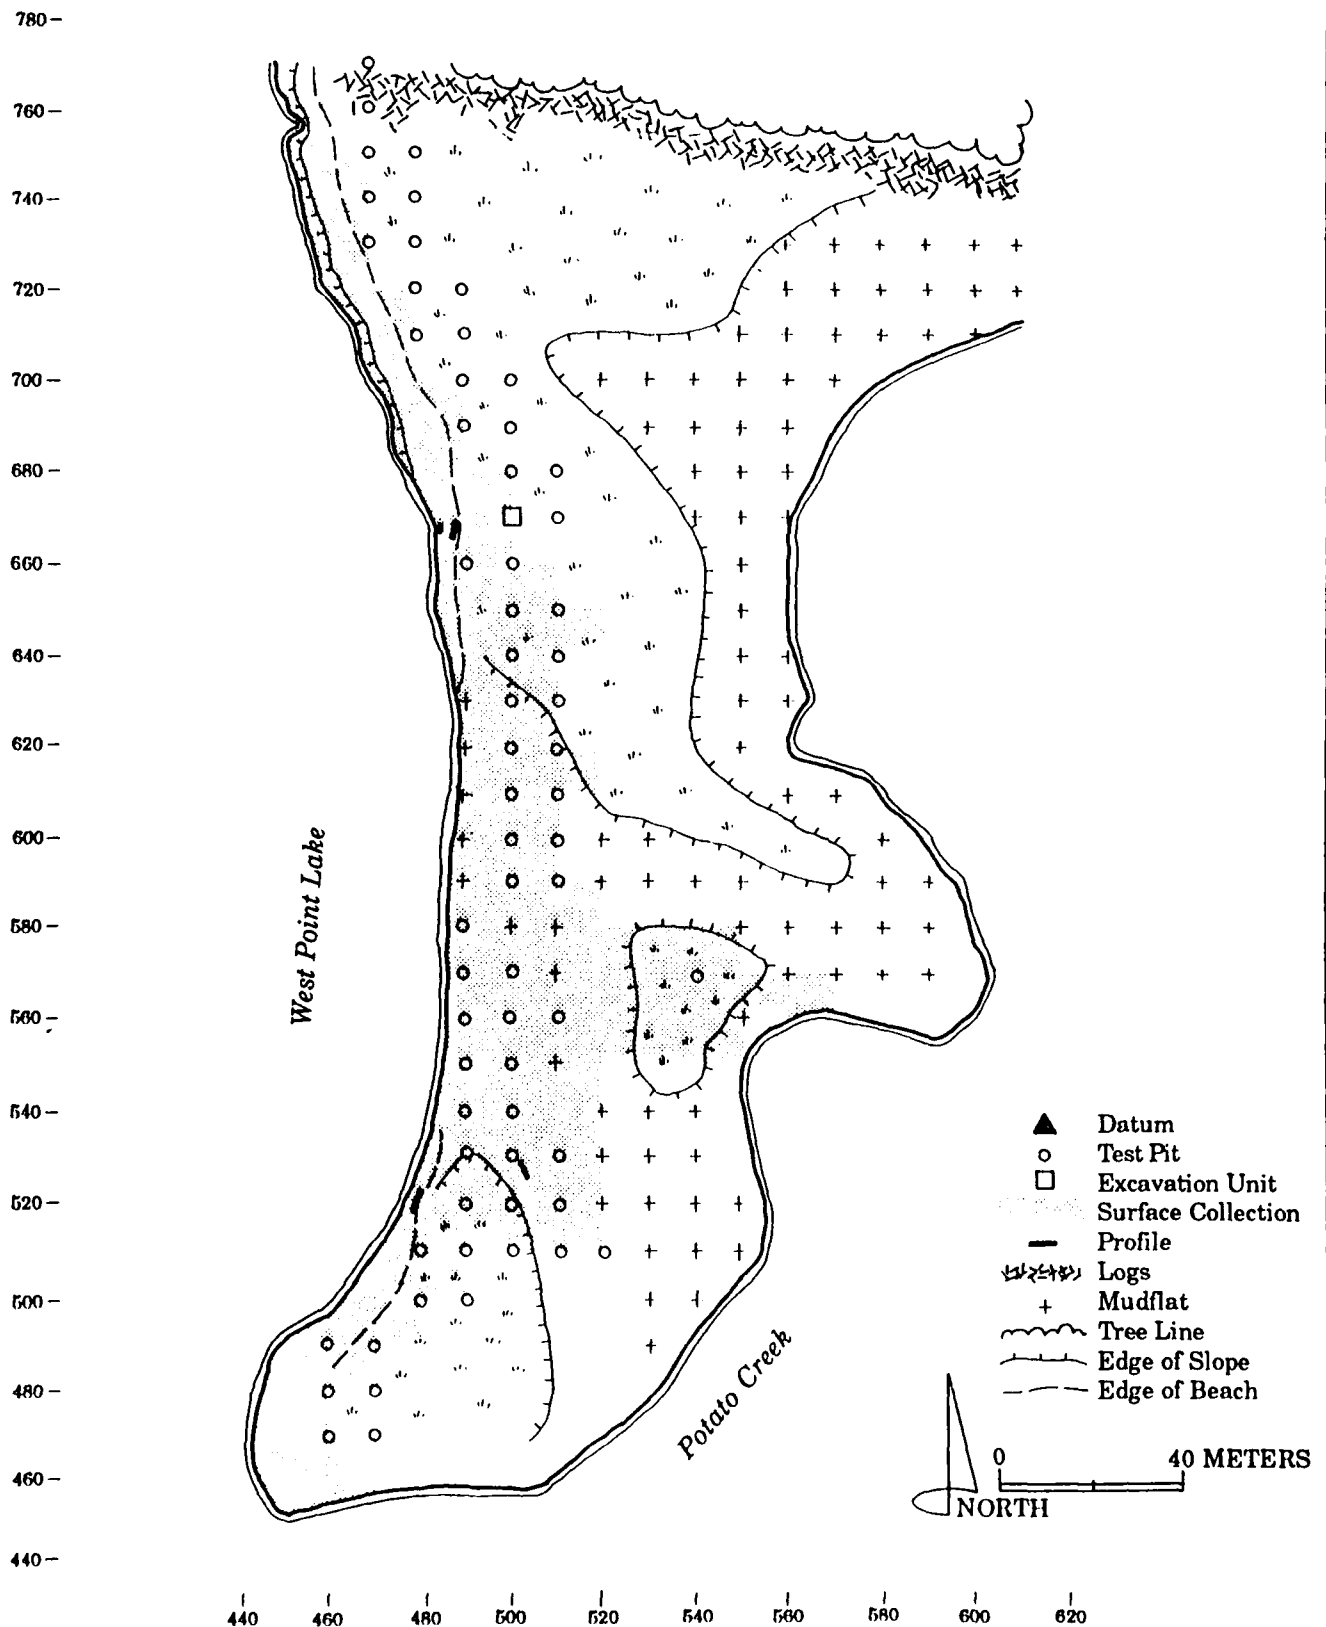 780
760
740
720
700
680
660
640
620
600
580
560
540
520
500
480
460
440
West Point Lake
Potato Creek
Datum
Test Pit
Excavation Unit
Surface Collection
Profile
Logs
Mudflat
Tree Line
Edge of Slope
Edge of Beach
0 40 METERS
NORTH
440 460 480 500 520 540 560 580 600 620